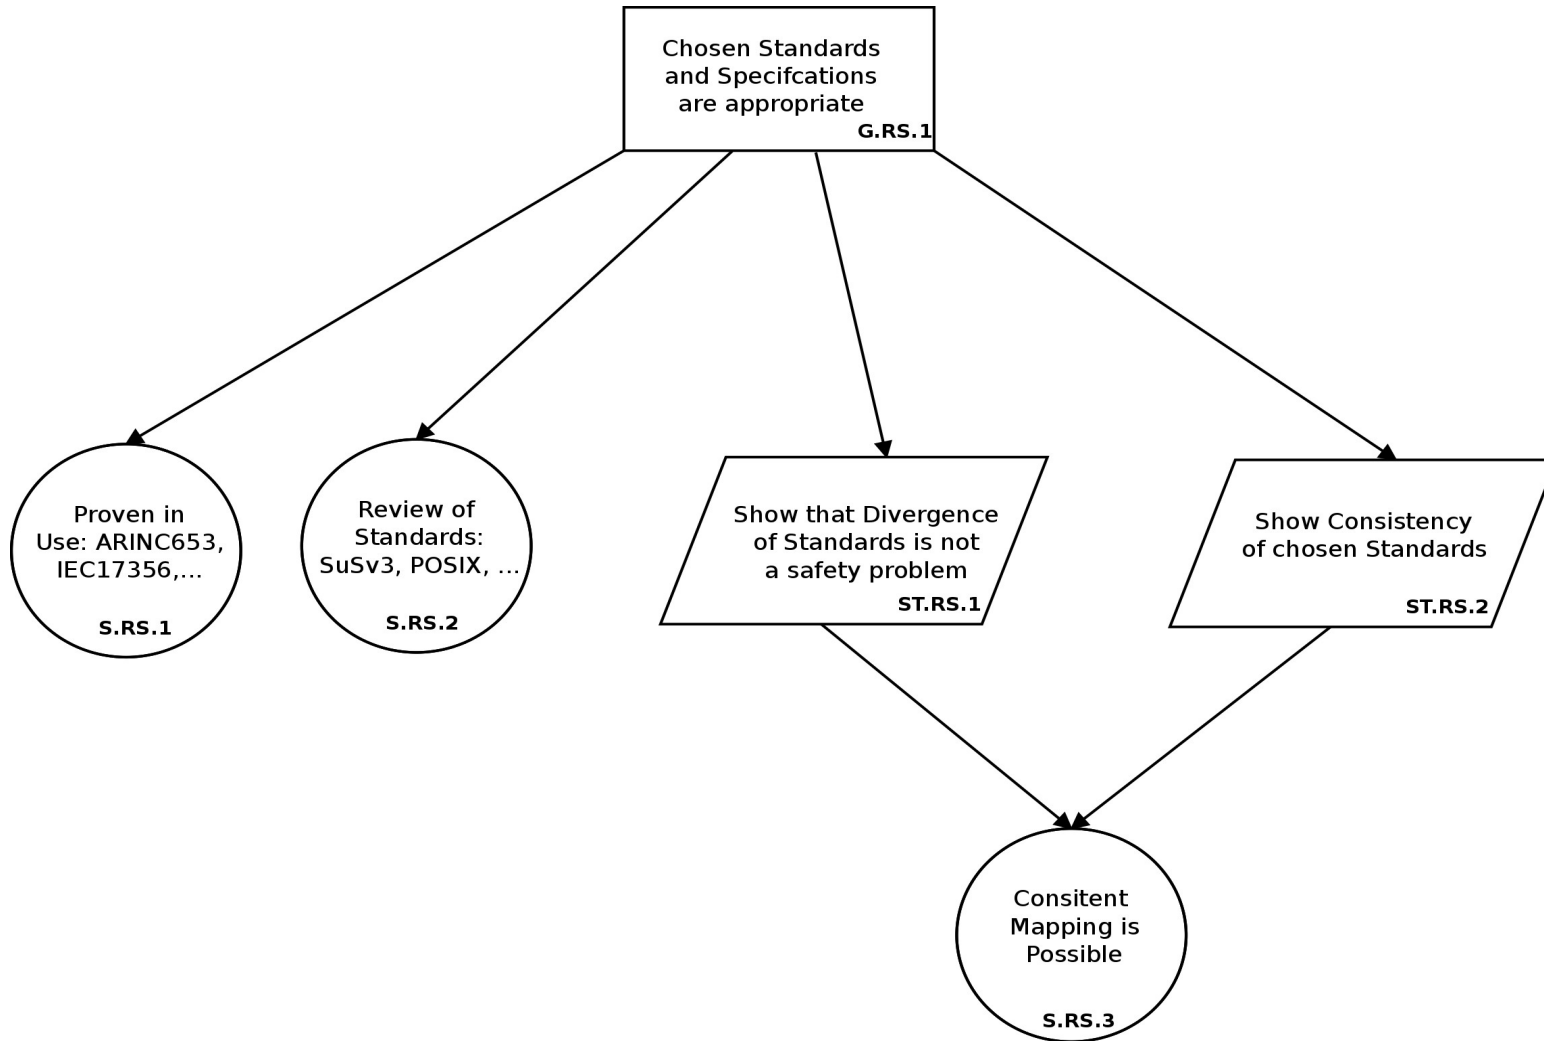 Chosen Standards
and Specifcations
are appropriate
G.RS.1
Proven in
Use: ARINC653,
IEC17356,...
S.RS.1
Review of
Standards:
SuSv3, POSIX, ...
S.RS.2
Show that Divergence
of Standards is not
a safety problem
ST.RS.1
Show Consistency
of chosen Standards
ST.RS.2
Consitent
Mapping is
Possible
S.RS.3